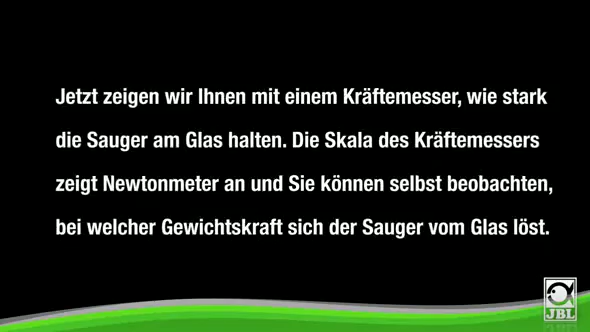 Jetzt zeigen wir Ihnen mit einem Kräftemesser, wie stark
die Sauger am Glas halten. Die Skala des Kräftemessers
zeigt Newtonmeter an und Sie können selbst beobachten,
bei welcher Gewichtskraft sich der Sauger vom Glas löst.
JBL